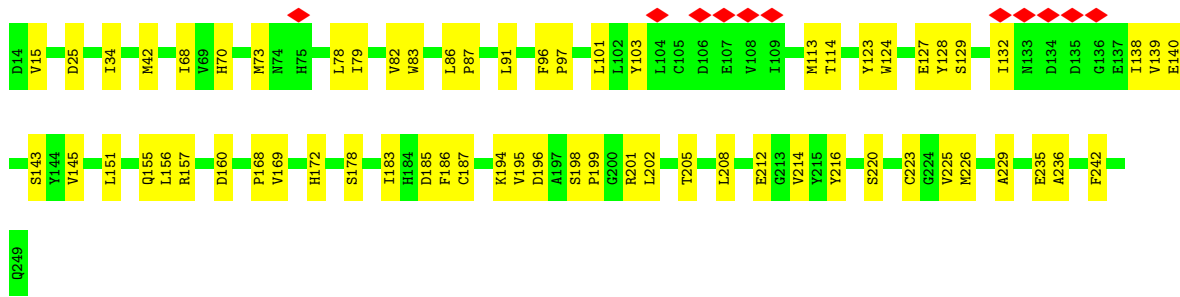 D14 V15 D25 I34 M42 I68 V69 H70 M73 N74 H75 L78 I79 V82 W83 L86 P87 L91 F96 P97 L101 L102 Y103 L104 C105 D106 E107 V108 I109 M113 T114 Y123 W124 E127 Y128 S129 I132 N133 D134 D135 G136 E137 I138 V139 E140
S143 Y144 V145 L151 Q155 L156 R157 D160 P168 V169 H172 S178 I183 H184 D185 F186 C187 K194 V195 D196 A197 S198 P199 G200 R201 L202 T205 L208 E212 G213 V214 Y215 Y216 S220 C223 G224 V225 M226 A229 E235 A236 F242
Q249